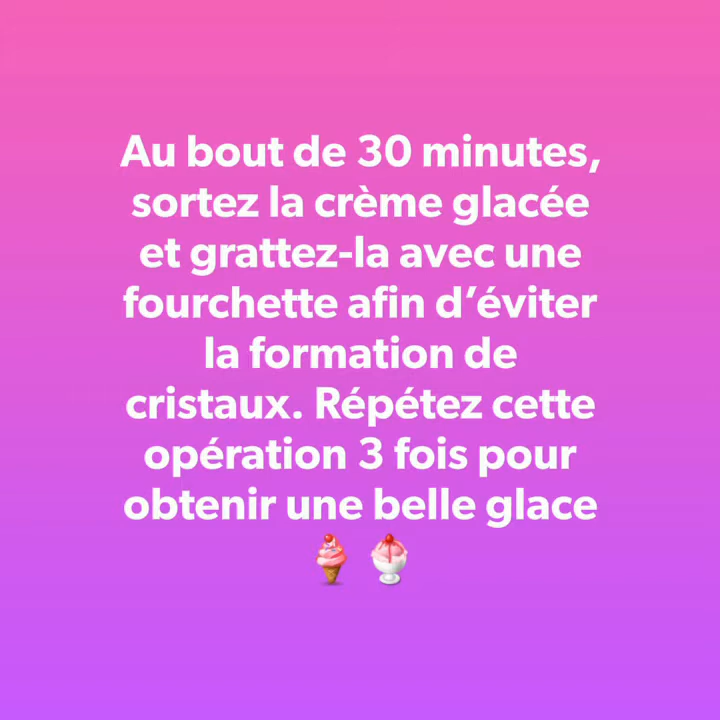 Au bout de 30 minutes,
sortez la crème glacée
et grattez-la avec une
fourchette afin d’éviter
la formation de
cristaux. Répétez cette
opération 3 fois pour
obtenir une belle glace
🍦 🍨